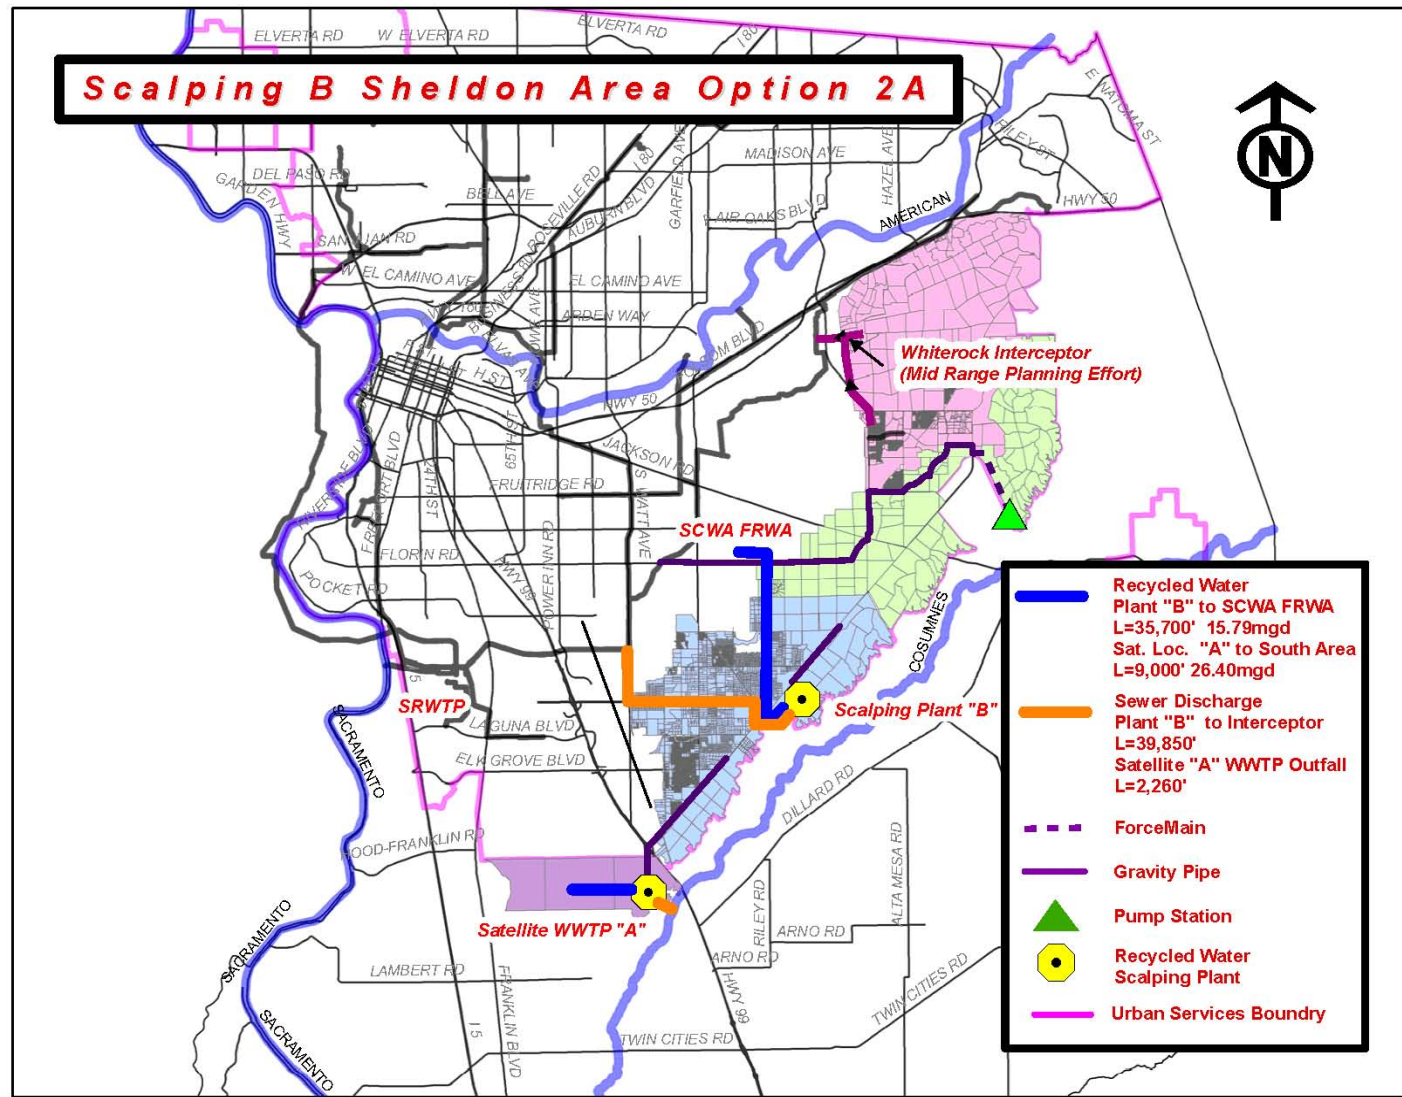 ELVERTA RD
W ELVERTA RD
ELVERTA RD
I 80
Scalping B Sheldon Area Option 2A
E NATOMA ST
RILEY ST
I 80
GARFIELD AVE
MADISON AVE
HAZEL AVE
DEL PASO RD
GARDEN HWY
BELL AVE
ROSEVILLE RD
AUBURN BLVD
FAIR OAKS BLVD
AMERICAN
HWY 50
N
SAN JUAN RD
W EL CAMINO AVE
EL CAMINO AVE
ARDEN WAY
H ST
HWY 50
65TH ST
JACKSON RD
Whiterock Interceptor
(Mid Range Planning Effort)
FREEPORT BLVD
24TH ST
FRUITRIDGE RD
S WATT AVE
SCWA FRWA
FLORIN RD
POCKET RD
HWY 99
POWER INN RD
COSUMNES
SRWTP
I 5
LAGUNA BLVD
ELK GROVE BLVD
Scalping Plant "B"
SACRAMENTO
DILLARD RD
HOOD-FRANKLIN RD
ALTA MESA RD
RILEY RD
ARNO RD
ARNO RD
Satellite WWTP "A"
SACRAMENTO
LAMBERT RD
FRANKLIN BLVD
HWY 99
TWIN CITIES RD
SACRAMENTO
I 5
TWIN CITIES RD
Recycled Water
Plant "B" to SCWA FRWA
L=35,700' 15.79mgd
Sat. Loc. "A" to South Area
L=9,000' 26.40mgd
Sewer Discharge
Plant "B" to Interceptor
L=39,850'
Satellite "A" WWTP Outfall
L=2,260'
ForceMain
Gravity Pipe
Pump Station
Recycled Water
Scalping Plant
Urban Services Boundry